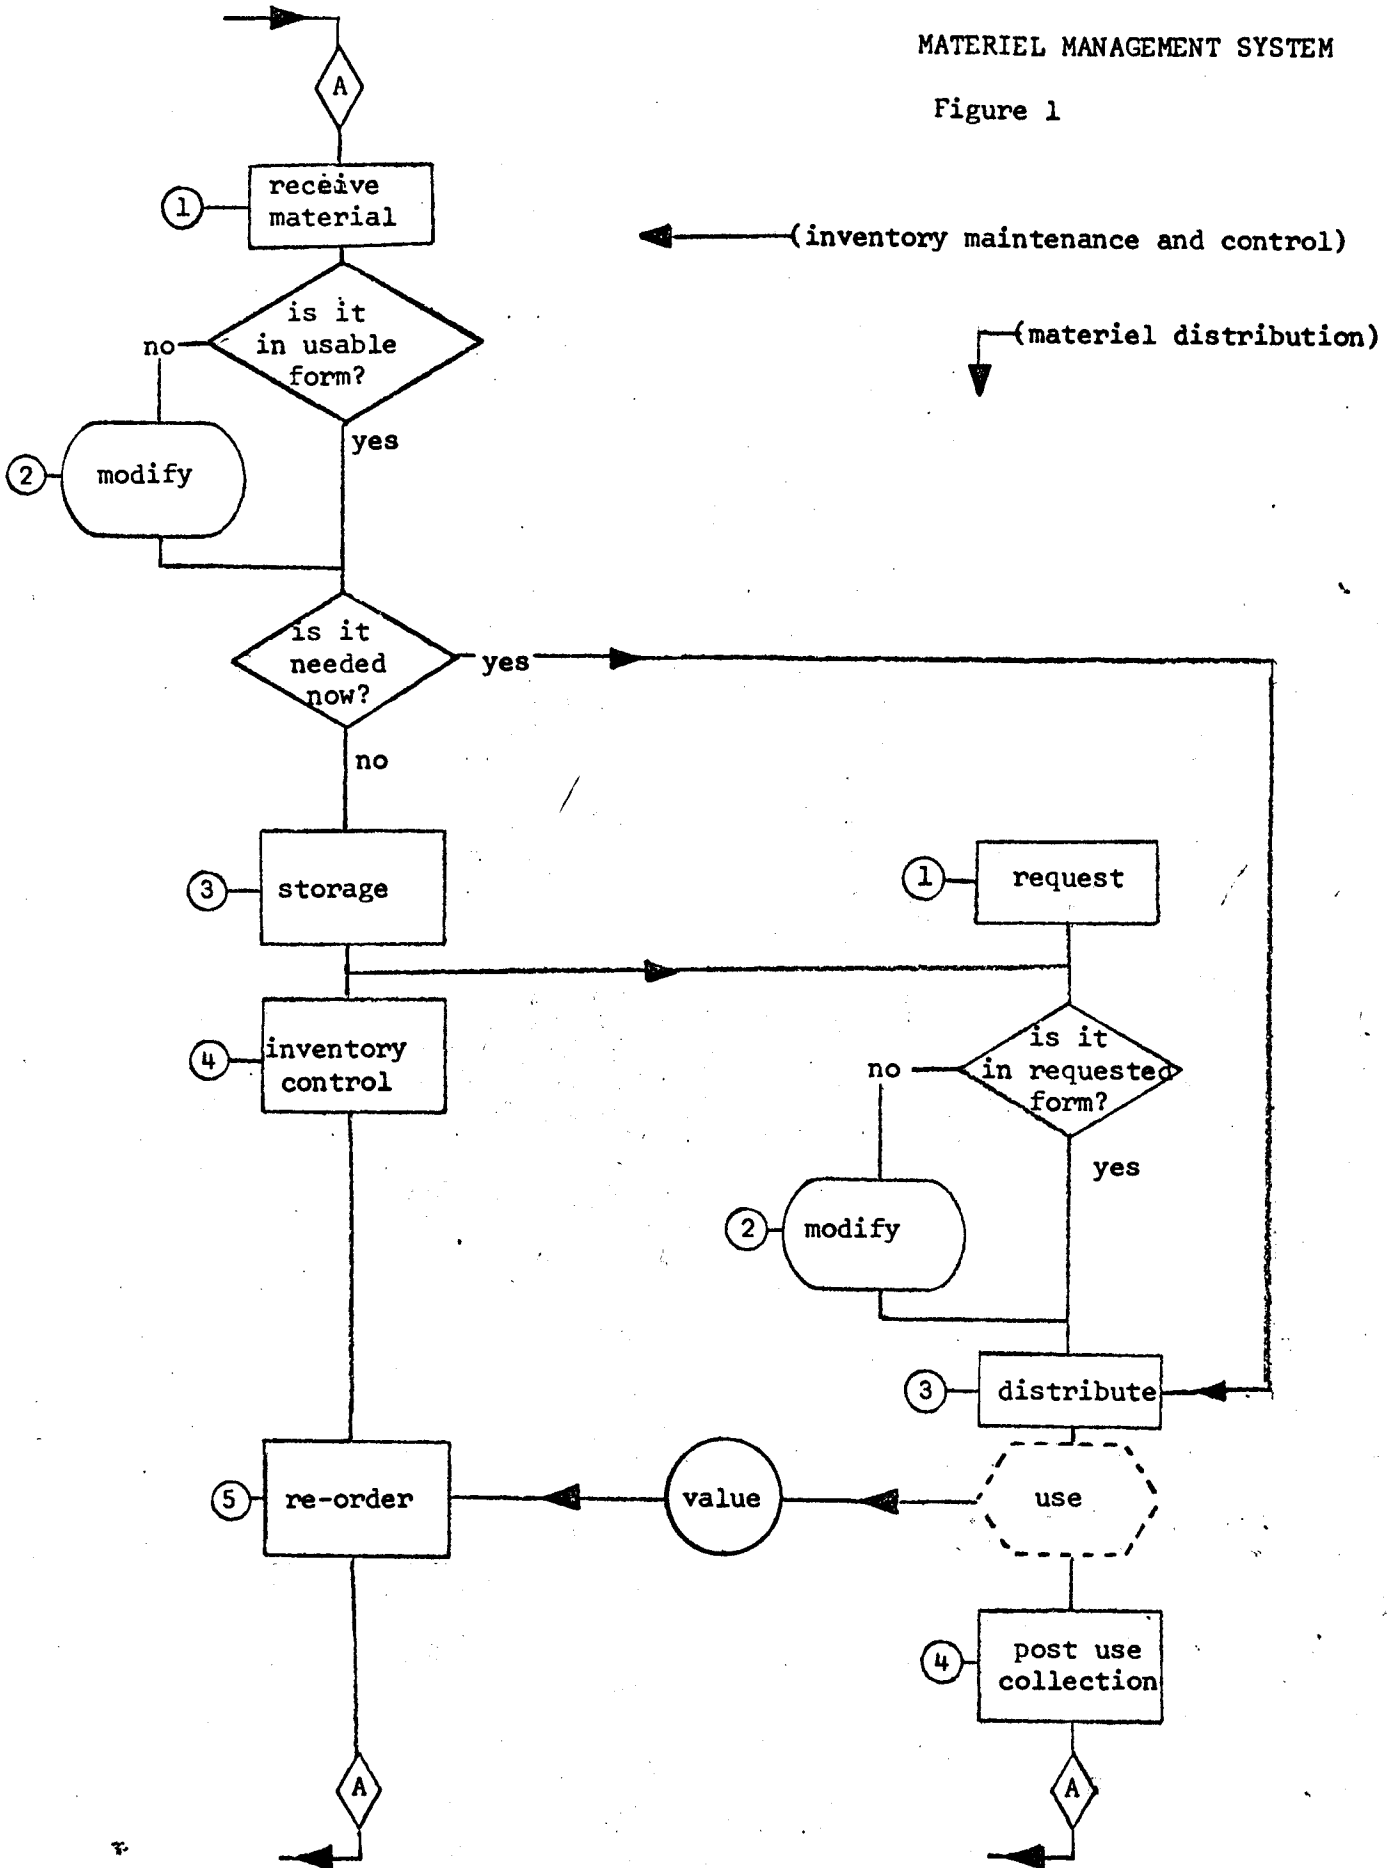 MATERIEL MANAGEMENT SYSTEM
Figure 1
A
1
receive
material
(inventory maintenance and control)
(materiel distribution)
is it
in usable
form?
no
yes
2
modify
is it
needed
now?
yes
no
3
storage
1
request
4
inventory
control
is it
in requested
form?
no
yes
2
modify
3
distribute
5
re-order
value
use
4
post use
collection
A
A